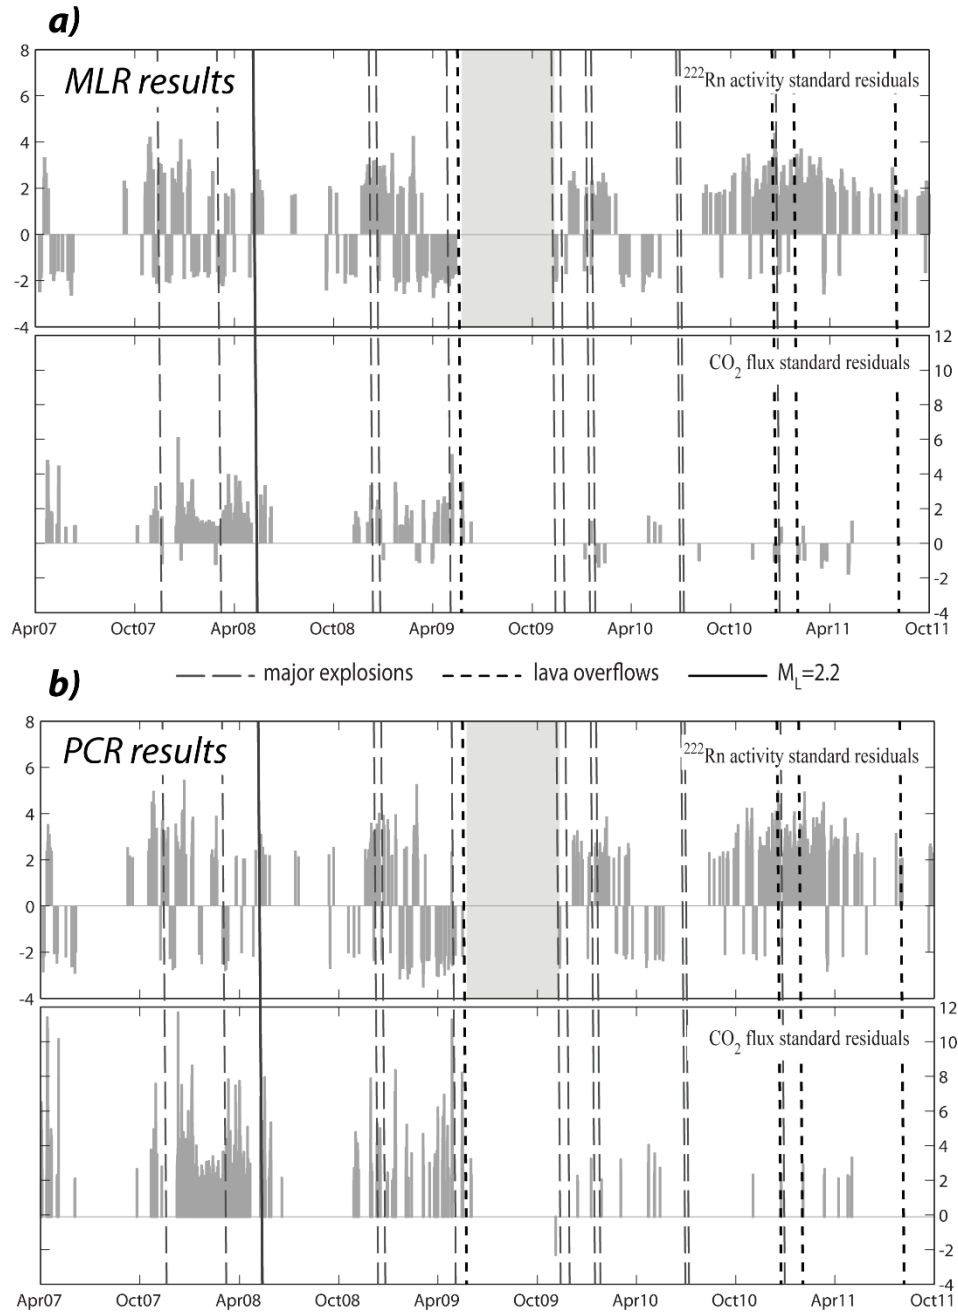 a)
8
MLR results
²²²Rn activity standard residuals
6
4
2
0
-2
-4
12
CO₂ flux standard residuals
10
8
6
4
2
0
-2
-4
Apr07 Oct07 Apr08 Oct08 Apr09 Oct09 Apr10 Oct10 Apr11 Oct11
major explosions lava overflows M_L=2.2
b)
8
PCR results
²²²Rn activity standard residuals
6
4
2
0
-2
-4
12
CO₂ flux standard residuals
10
8
6
4
2
0
-2
-4
Apr07 Oct07 Apr08 Oct08 Apr09 Oct09 Apr10 Oct10 Apr11 Oct11